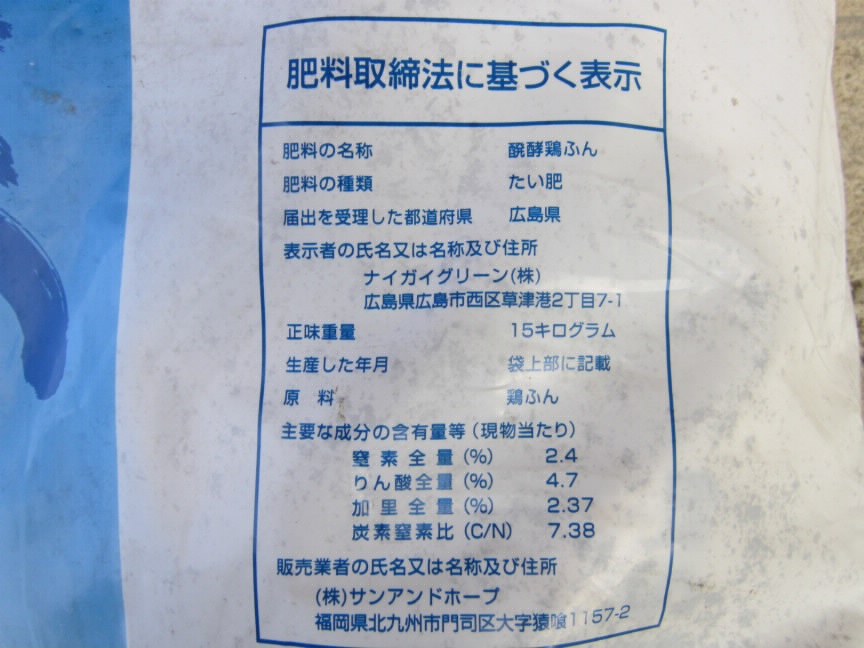 肥料取締法に基づく表示
肥料の名称 醗酵鶏ふん
肥料の種類 たい肥
届出を受理した都道府県 広島県
表示者の氏名又は名称及び住所
ナイガイグリーン(株)
広島県広島市西区草津港2丁目7-1
正味重量 15キログラム
生産した年月 袋上部に記載
原料 鶏ふん
主要な成分の含有量等(現物当たり)
窒素全量(%) 2.4
りん酸全量(%) 4.7
加里全量(%) 2.37
炭素窒素比(C/N) 7.38
販売業者の氏名又は名称及び住所
(株)サンアンドホープ
福岡県北九州市門司区大字猿喰1157-2